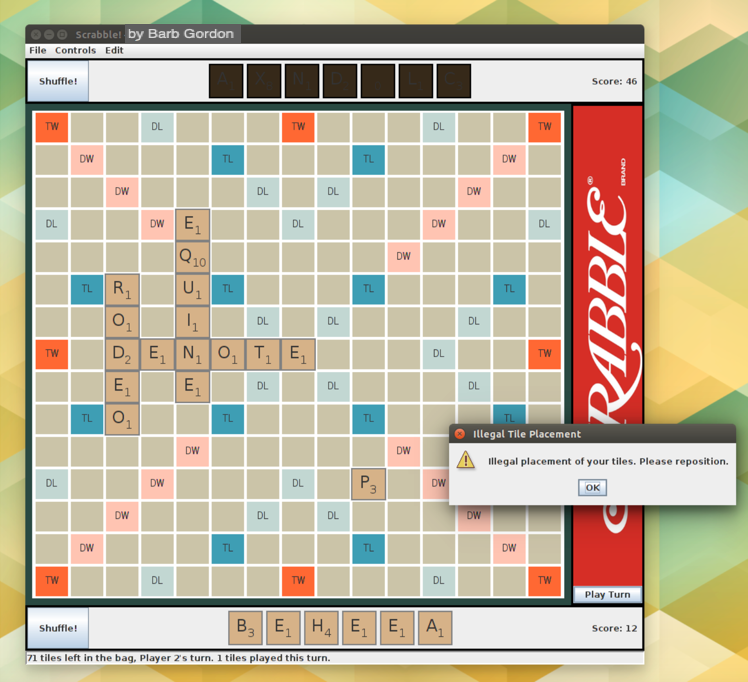 Scrabble! by Barb Gordon
File Controls Edit
Shuffle!
Score: 46
TW DL TW DL TW
DW TL TL DW
DW DL DL DW
DL DW E1 DL DW DL
Q10 DW
TL R1 U1 TL TL TL
O1 I1 DL DL DL
TW D2 E1 N1 O1 T1 E1 DL TW
E1 E1 DL DL DL
TL O1 TL TL TL
DW DW
DL DW DL P3 DW
DW DL DL DW
DW TL TL DW
TW DL TW DL TW
RABBLE®
BRAND
Illegal Tile Placement
Illegal placement of your tiles. Please reposition.
OK
Play Turn
Shuffle!
B3 E1 H4 E1 E1 A1
Score: 12
71 tiles left in the bag, Player 2's turn. 1 tiles played this turn.